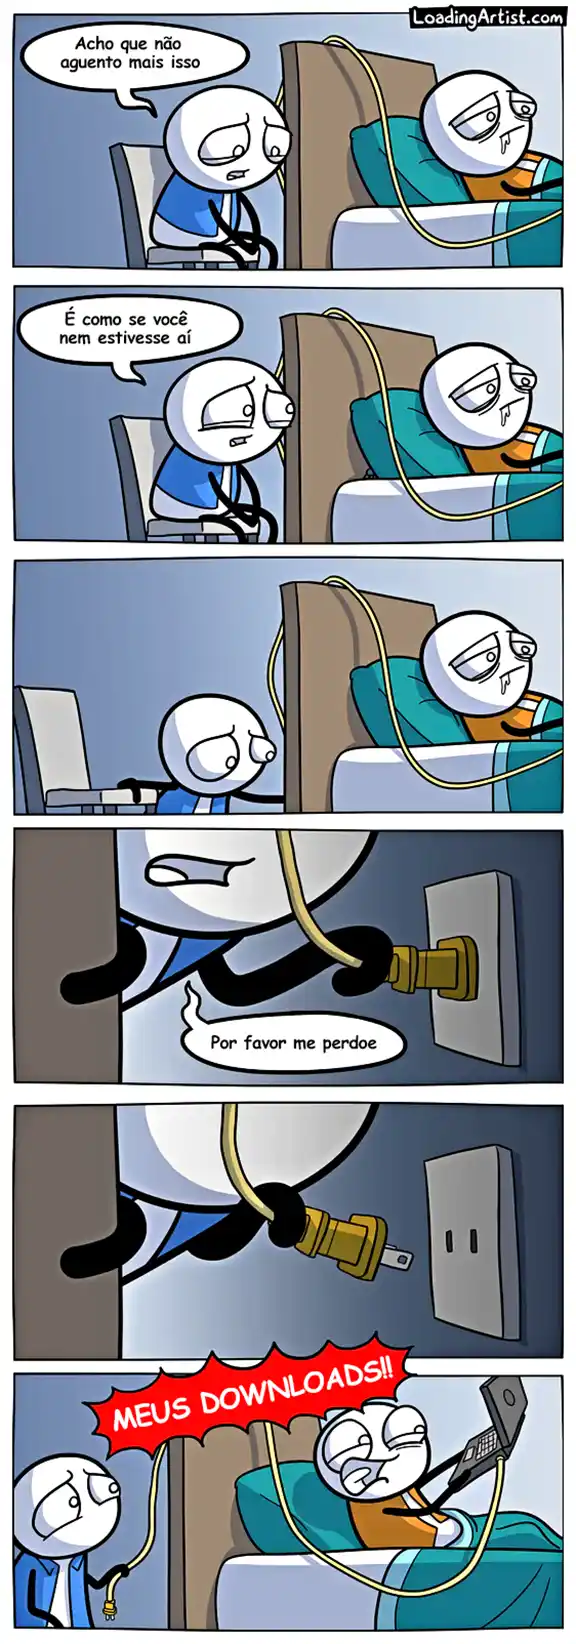 LoadingArtist.com
Acho que não
aguento mais isso
É como se você
nem estivesse aí
Por favor me perdoe
MEUS DOWNLOADS!!